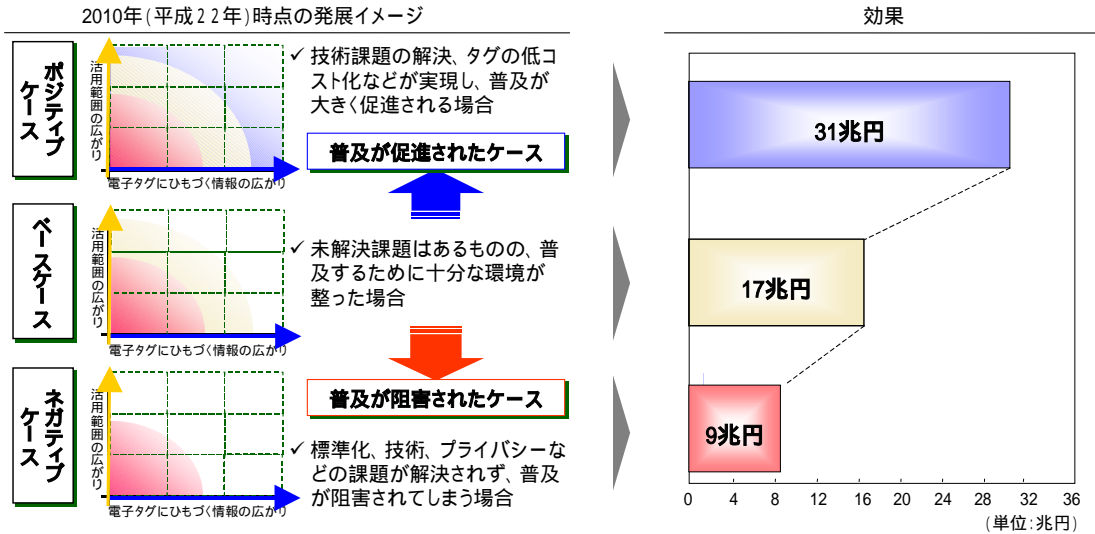 2010年(平成22年)時点の発展イメージ
効果
ポジティブ
ケース
活用範囲の広がり
電子タグにひもづく情報の広がり
✓ 技術課題の解決、タグの低コ
スト化などが実現し、普及が
大きく促進される場合
普及が促進されたケース
31兆円
ベースケース
活用範囲の広がり
電子タグにひもづく情報の広がり
✓ 未解決課題はあるものの、普
及するために十分な環境が
整った場合
17兆円
ネガティブ
ケース
活用範囲の広がり
電子タグにひもづく情報の広がり
普及が阻害されたケース
✓ 標準化、技術、プライバシーな
どの課題が解決されず、普及
が阻害されてしまう場合
9兆円
0 4 8 12 16 20 24 28 32 36
(単位:兆円)